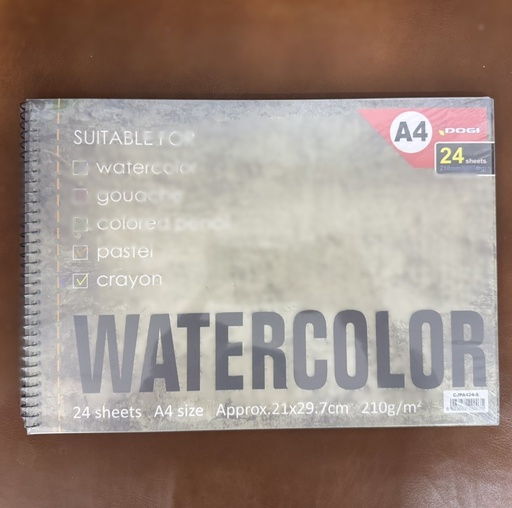 SUITABLE FOR
watercolor
gouache
colored pencil
pastel
crayon
A4
DOGI
24 sheets
WATERCOLOR
24 sheets A4 size Approx.21x29.7cm 210g/m²